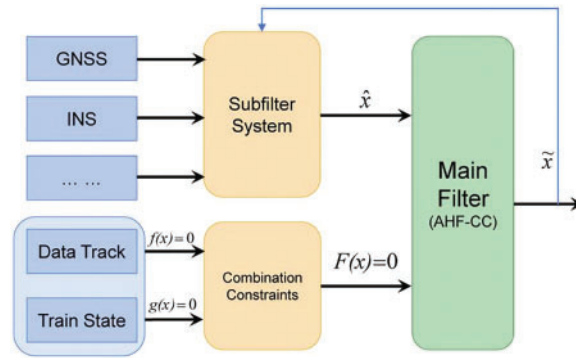 GNSS
INS
... ...
Subfilter
System
x̂
Main
Filter
(AHF-CC)
x̃
Data Track
f(x)=0
Train State
g(x)=0
Combination
Constraints
F(x)=0